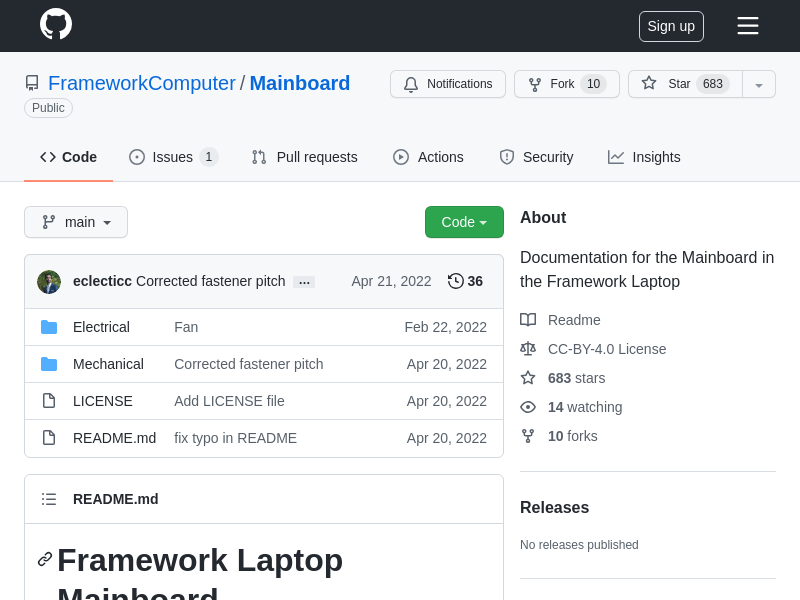 Sign up
FrameworkComputer / Mainboard
Public
Notifications
Fork 10
Star 683
Code
Issues 1
Pull requests
Actions
Security
Insights
main
Code
eclecticc Corrected fastener pitch ... Apr 21, 2022 36
Electrical Fan Feb 22, 2022
Mechanical Corrected fastener pitch Apr 20, 2022
LICENSE Add LICENSE file Apr 20, 2022
README.md fix typo in README Apr 20, 2022
README.md
Framework Laptop
Mainboard
About
Documentation for the Mainboard in
the Framework Laptop
Readme
CC-BY-4.0 License
683 stars
14 watching
10 forks
Releases
No releases published